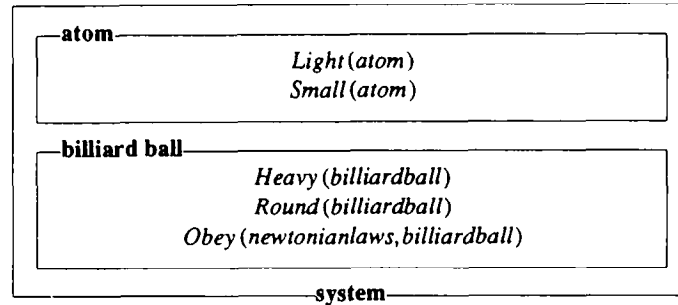 atom
Light(atom)
Small(atom)
billiard ball
Heavy(billiardball)
Round(billiardball)
Obey(newtonianlaws,billiardball)
system